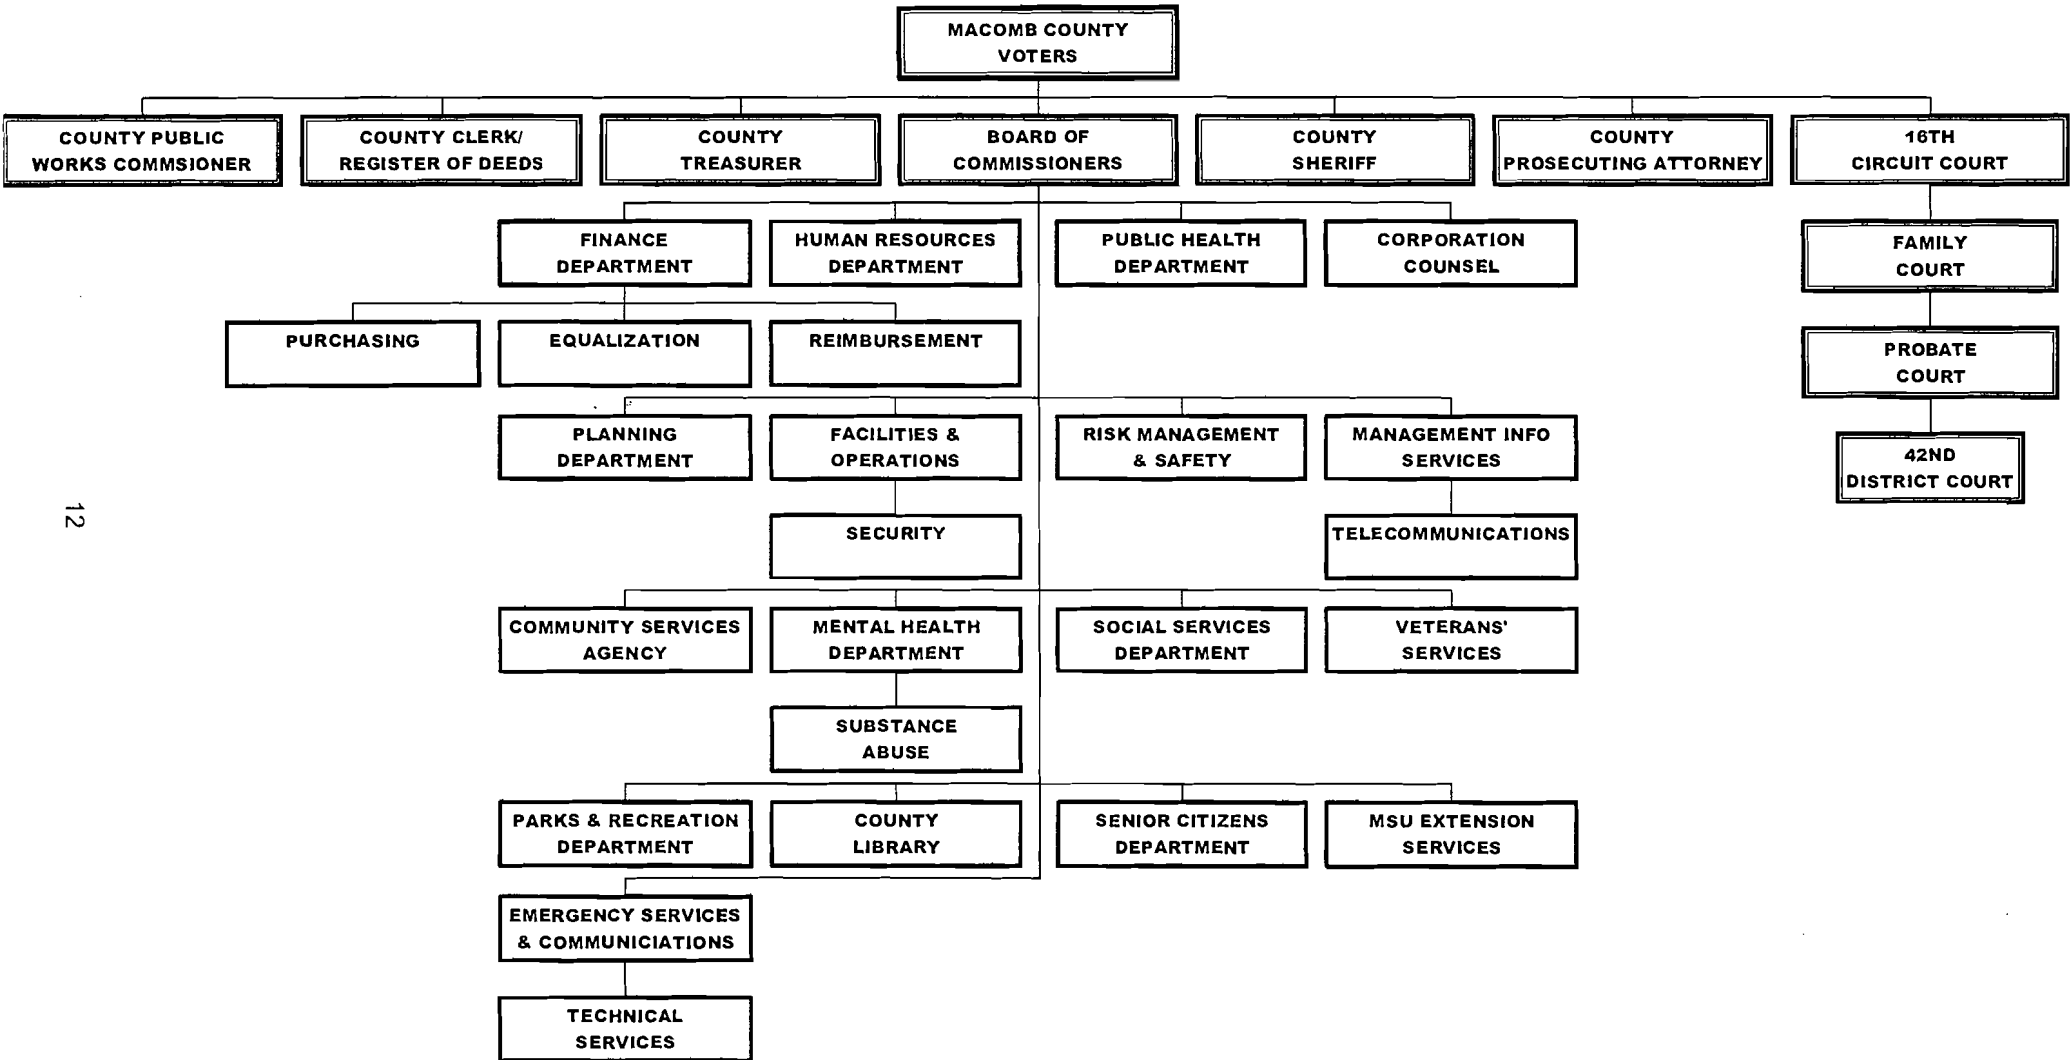 MACOMB COUNTY
VOTERS
COUNTY PUBLIC
WORKS COMMSIONER
COUNTY CLERK/
REGISTER OF DEEDS
COUNTY
TREASURER
BOARD OF
COMMISSIONERS
COUNTY
SHERIFF
COUNTY
PROSECUTING ATTORNEY
16TH
CIRCUIT COURT
FINANCE
DEPARTMENT
HUMAN RESOURCES
DEPARTMENT
PUBLIC HEALTH
DEPARTMENT
CORPORATION
COUNSEL
FAMILY
COURT
PURCHASING
EQUALIZATION
REIMBURSEMENT
PROBATE
COURT
PLANNING
DEPARTMENT
FACILITIES &
OPERATIONS
RISK MANAGEMENT
& SAFETY
MANAGEMENT INFO
SERVICES
42ND
DISTRICT COURT
12
SECURITY
TELECOMMUNICATIONS
COMMUNITY SERVICES
AGENCY
MENTAL HEALTH
DEPARTMENT
SOCIAL SERVICES
DEPARTMENT
VETERANS'
SERVICES
SUBSTANCE
ABUSE
PARKS & RECREATION
DEPARTMENT
COUNTY
LIBRARY
SENIOR CITIZENS
DEPARTMENT
MSU EXTENSION
SERVICES
EMERGENCY SERVICES
& COMMUNICIATIONS
TECHNICAL
SERVICES